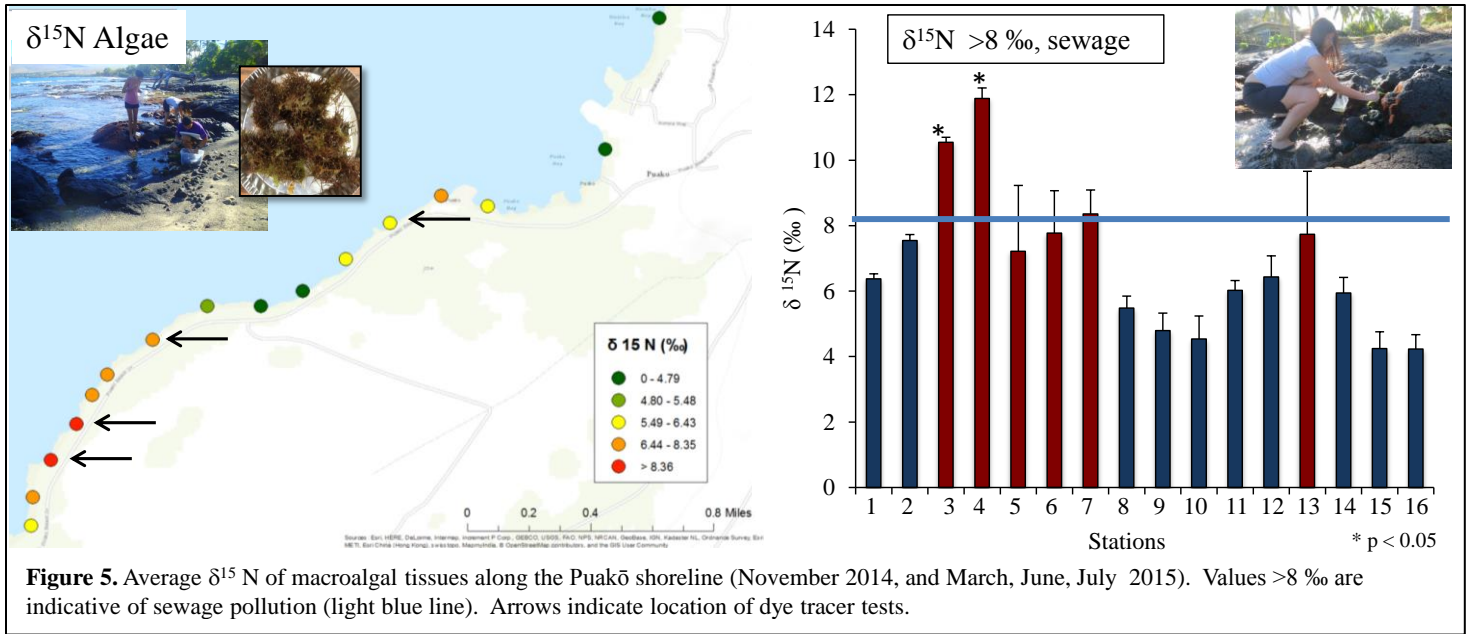 δ¹⁵N Algae
Puako
Puako
δ 15 N (‰)
0 - 4.79
4.80 - 5.48
5.49 - 6.43
6.44 - 8.35
> 8.36
0 0.2 0.4 0.8 Miles
δ¹⁵N >8 ‰, sewage
δ ¹⁵N (‰)
14
12
10
8
6
4
2
0
* *
1 2 3 4 5 6 7 8 9 10 11 12 13 14 15 16
Stations
* p < 0.05
Figure 5. Average δ¹⁵ N of macroalgal tissues along the Puakō shoreline (November 2014, and March, June, July 2015). Values >8 ‰ are
indicative of sewage pollution (light blue line). Arrows indicate location of dye tracer tests.